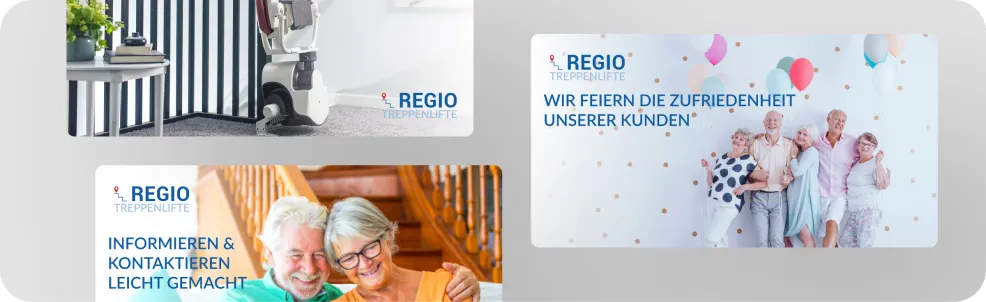 REGIO
TREPPENLIFTE
REGIO
TREPPENLIFTE
INFORMIEREN &
KONTAKTIEREN
LEICHT GEMACHT
REGIO
TREPPENLIFTE
WIR FEIERN DIE ZUFRIEDENHEIT
UNSERER KUNDEN